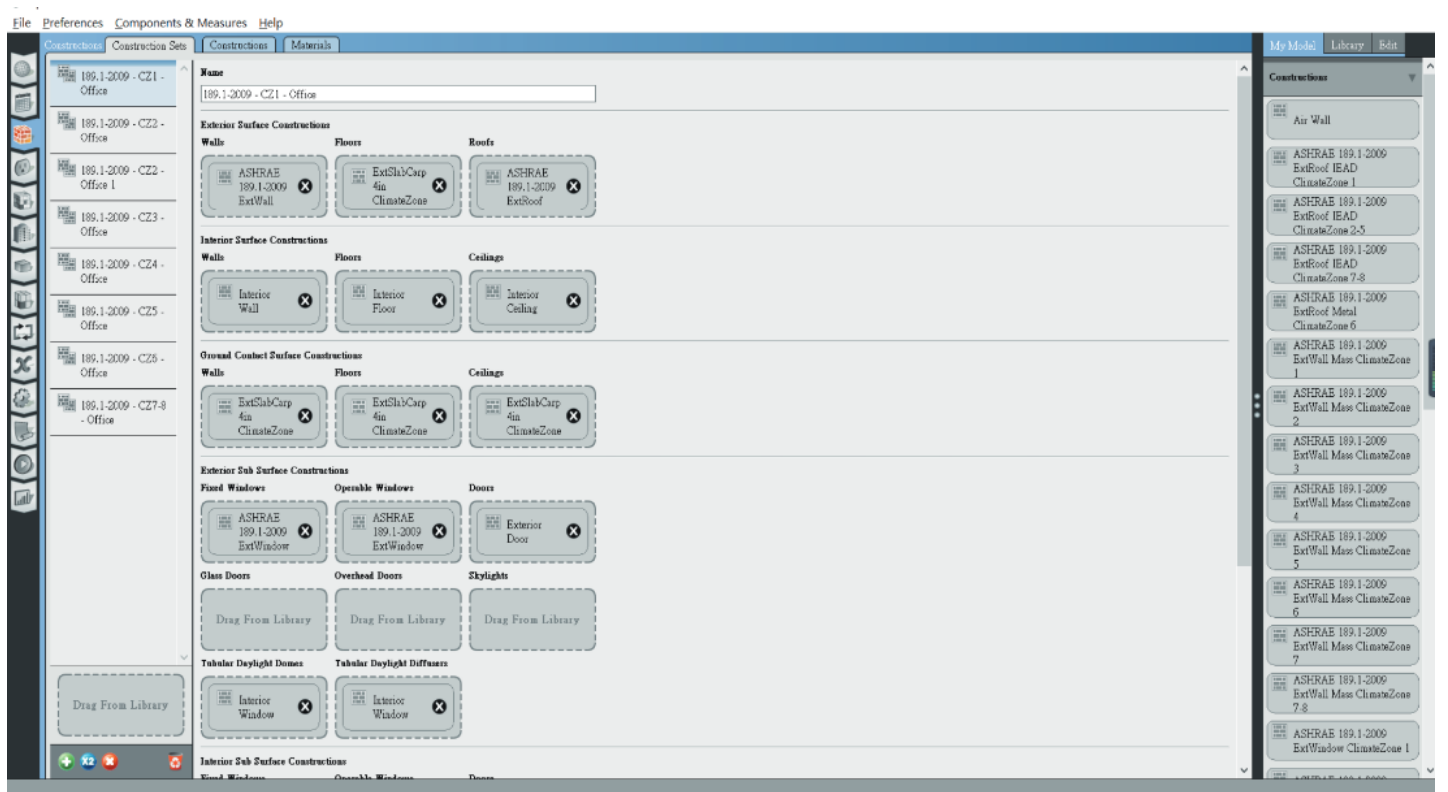 File Preferences Components & Measures Help
Constructions Construction Sets Constructions Materials
189.1-2009 - CZ1 -
Office
189.1-2009 - CZ2 -
Office
189.1-2009 - CZ2 -
Office 1
189.1-2009 - CZ3 -
Office
189.1-2009 - CZ4 -
Office
189.1-2009 - CZ5 -
Office
189.1-2009 - CZ6 -
Office
189.1-2009 - CZ7-8
- Office
Drag From Library
X2
Name
189.1-2009 - CZ1 - Office
Exterior Surface Constructions
Walls Floors Roofs
ASHRAE
189.1-2009
ExtWall
ExtSlabCarp
4in
ClimateZone
ASHRAE
189.1-2009
ExtRoof
Interior Surface Constructions
Walls Floors Ceilings
Interior
Wall
Interior
Floor
Interior
Ceiling
Ground Contact Surface Constructions
Walls Floors Ceilings
ExtSlabCarp
4in
ClimateZone
ExtSlabCarp
4in
ClimateZone
ExtSlabCarp
4in
ClimateZone
Exterior Sub Surface Constructions
Fixed Windows Operable Windows Doors
ASHRAE
189.1-2009
ExtWindow
ASHRAE
189.1-2009
ExtWindow
Exterior
Door
Glass Doors Overhead Doors Skylights
Drag From Library Drag From Library Drag From Library
Tubular Daylight Domes Tubular Daylight Diffusers
Interior
Window
Interior
Window
Interior Sub Surface Constructions
Fixed Windows Operable Windows Doors
My Model Library Edit
Constructions
Air Wall
ASHRAE 189.1-2009
ExtRoof IEAD
ClimateZone 1
ASHRAE 189.1-2009
ExtRoof IEAD
ClimateZone 2-5
ASHRAE 189.1-2009
ExtRoof IEAD
ClimateZone 7-8
ASHRAE 189.1-2009
ExtRoof Metal
ClimateZone 6
ASHRAE 189.1-2009
ExtWall Mass ClimateZone
1
ASHRAE 189.1-2009
ExtWall Mass ClimateZone
2
ASHRAE 189.1-2009
ExtWall Mass ClimateZone
3
ASHRAE 189.1-2009
ExtWall Mass ClimateZone
4
ASHRAE 189.1-2009
ExtWall Mass ClimateZone
5
ASHRAE 189.1-2009
ExtWall Mass ClimateZone
6
ASHRAE 189.1-2009
ExtWall Mass ClimateZone
7
ASHRAE 189.1-2009
ExtWall Mass ClimateZone
7-8
ASHRAE 189.1-2009
ExtWindow ClimateZone 1